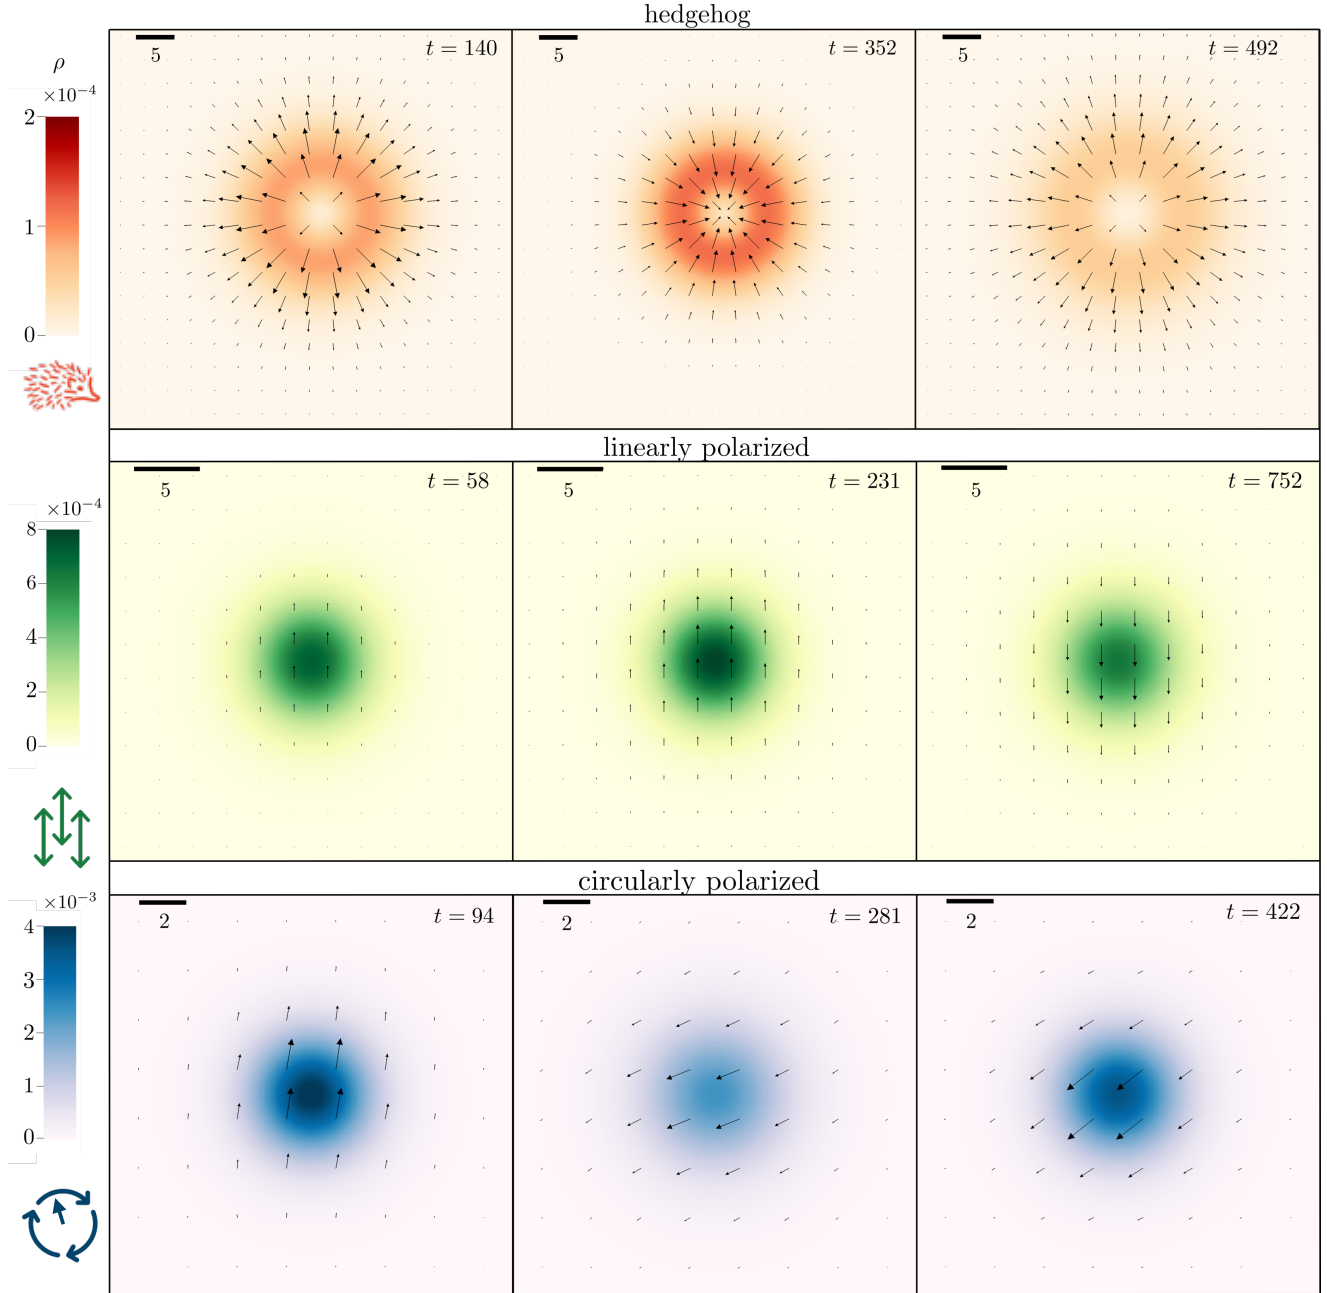 hedgehog
5 t = 140 5 t = 352 5 t = 492
ρ
×10⁻⁴
2
1
0
linearly polarized
5 t = 58 5 t = 231 5 t = 752
×10⁻⁴
8
6
4
2
0
circularly polarized
2 t = 94 2 t = 281 2 t = 422
×10⁻³
4
3
2
1
0